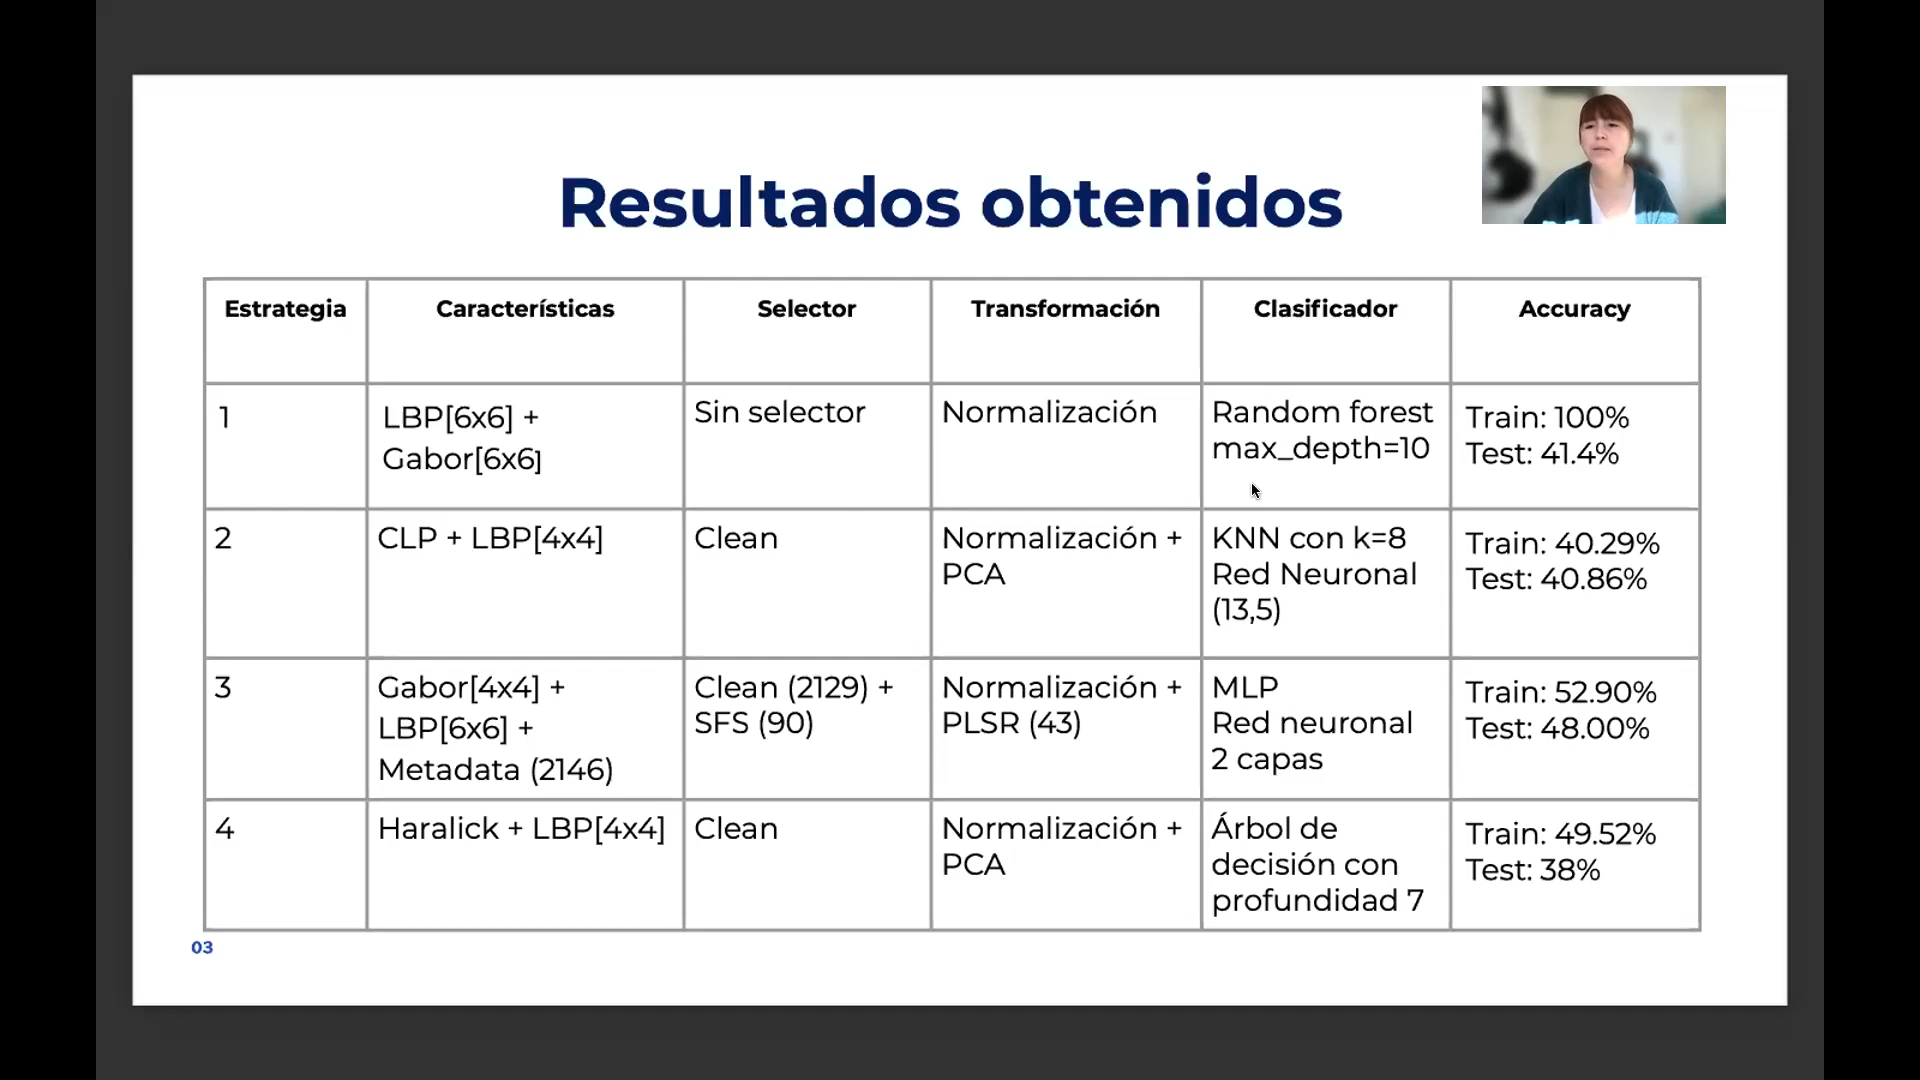 Resultados obtenidos
Estrategia Características Selector Transformación Clasificador Accuracy
1
LBP[6x6] +
Gabor[6x6]
Sin selector
Normalización
Random forest
max_depth=10
Train: 100%
Test: 41.4%
2
CLP + LBP[4x4]
Clean
Normalización +
PCA
KNN con k=8
Red Neuronal
(13,5)
Train: 40.29%
Test: 40.86%
3
Gabor[4x4] +
LBP[6x6] +
Metadata (2146)
Clean (2129) +
SFS (90)
Normalización +
PLSR (43)
MLP
Red neuronal
2 capas
Train: 52.90%
Test: 48.00%
4
Haralick + LBP[4x4]
Clean
Normalización +
PCA
Árbol de
decisión con
profundidad 7
Train: 49.52%
Test: 38%
03